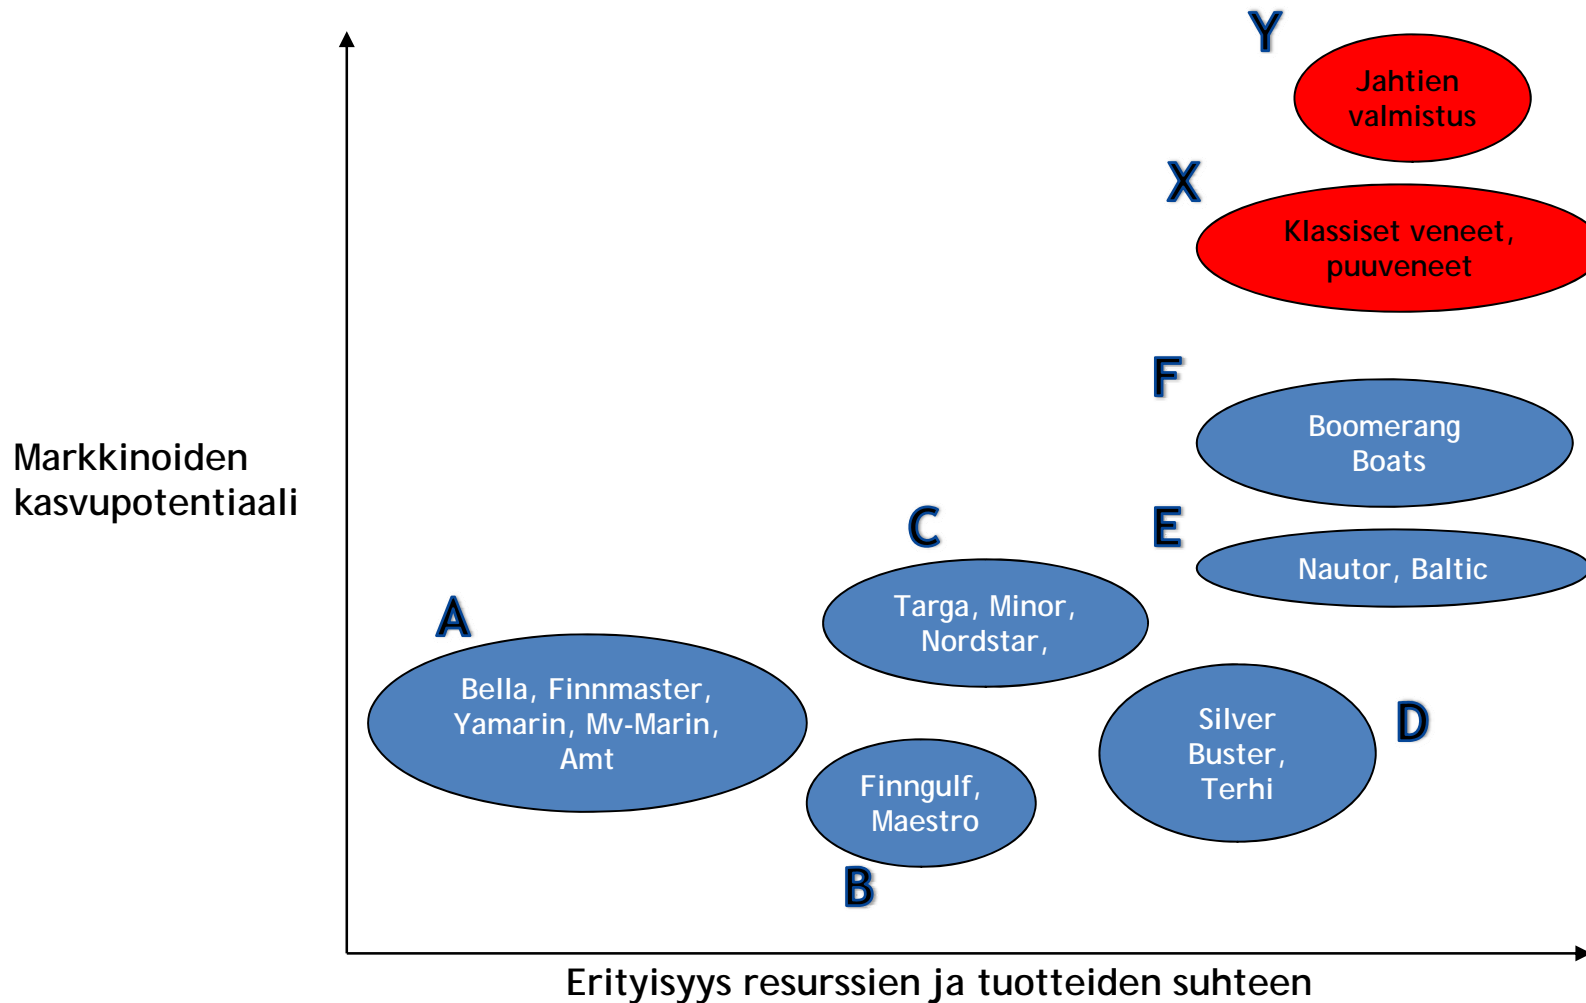 Y
Jahtien
valmistus
X
Klassiset veneet,
puuveneet
F
Boomerang
Boats
Markkinoiden
kasvupotentiaali
E
Nautor, Baltic
C
Targa, Minor,
Nordstar,
A
Bella, Finnmaster,
Yamarin, Mv-Marin,
Amt
Silver
Buster,
Terhi
D
Finngulf,
Maestro
B
Erityisyys resurssien ja tuotteiden suhteen